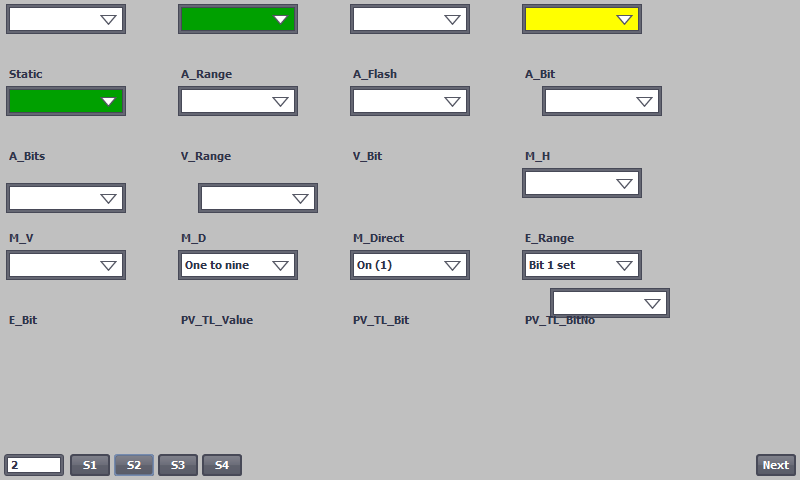 Static A_Range A_Flash A_Bit
A_Bits V_Range V_Bit M_H
M_V M_D M_Direct E_Range
One to nine On (1) Bit 1 set
E_Bit PV_TL_Value PV_TL_Bit PV_TL_BitNo
2 S1 S2 S3 S4 Next